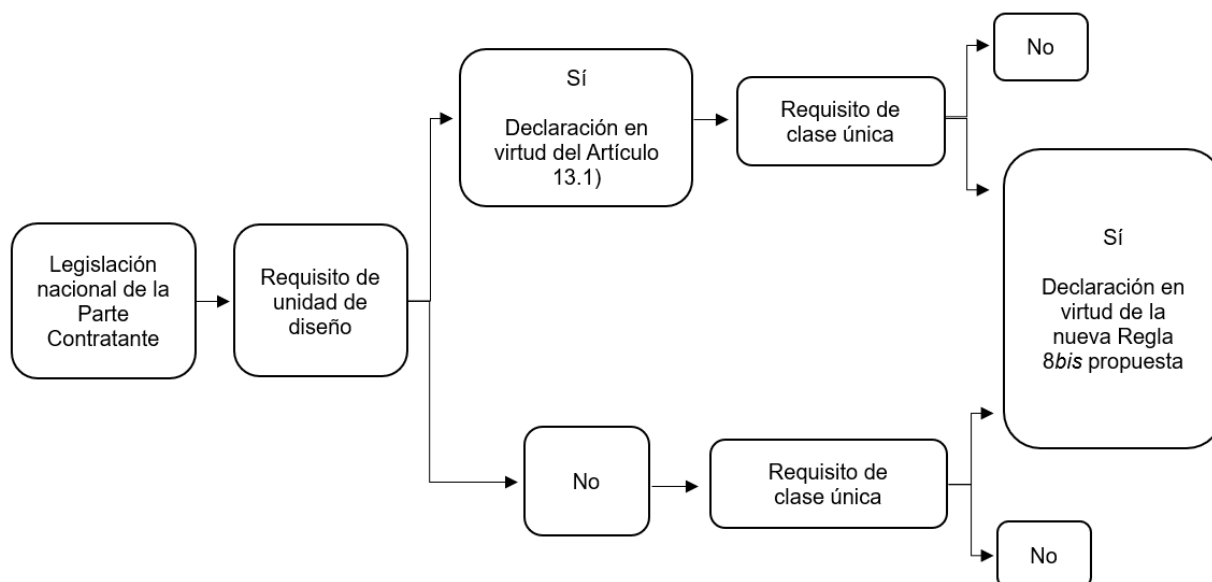 Legislación
nacional de la
Parte
Contratante
Requisito de
unidad de
diseño
Sí
Declaración en
virtud del Artículo
13.1)
Requisito de
clase única
No
Sí
Declaración en
virtud de la
nueva Regla
8bis propuesta
No
Requisito de
clase única
No